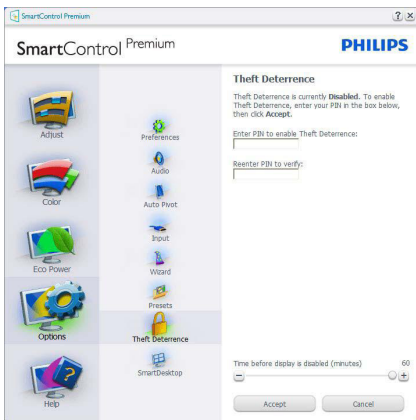 SmartControl Premium
SmartControl Premium
PHILIPS
Adjust
Color
Eco Power
Options
Help
Preferences
Audio
Auto Pivot
Input
Wizard
Presets
Theft Deterrence
SmartDesktop
Theft Deterrence
Theft Deterrence is currently Disabled. To enable
Theft Deterrence, enter your PIN in the box below,
then click Accept.
Enter PIN to enable Theft Deterrence:
Reenter PIN to verify:
Time before display is disabled (minutes) 60
Accept Cancel